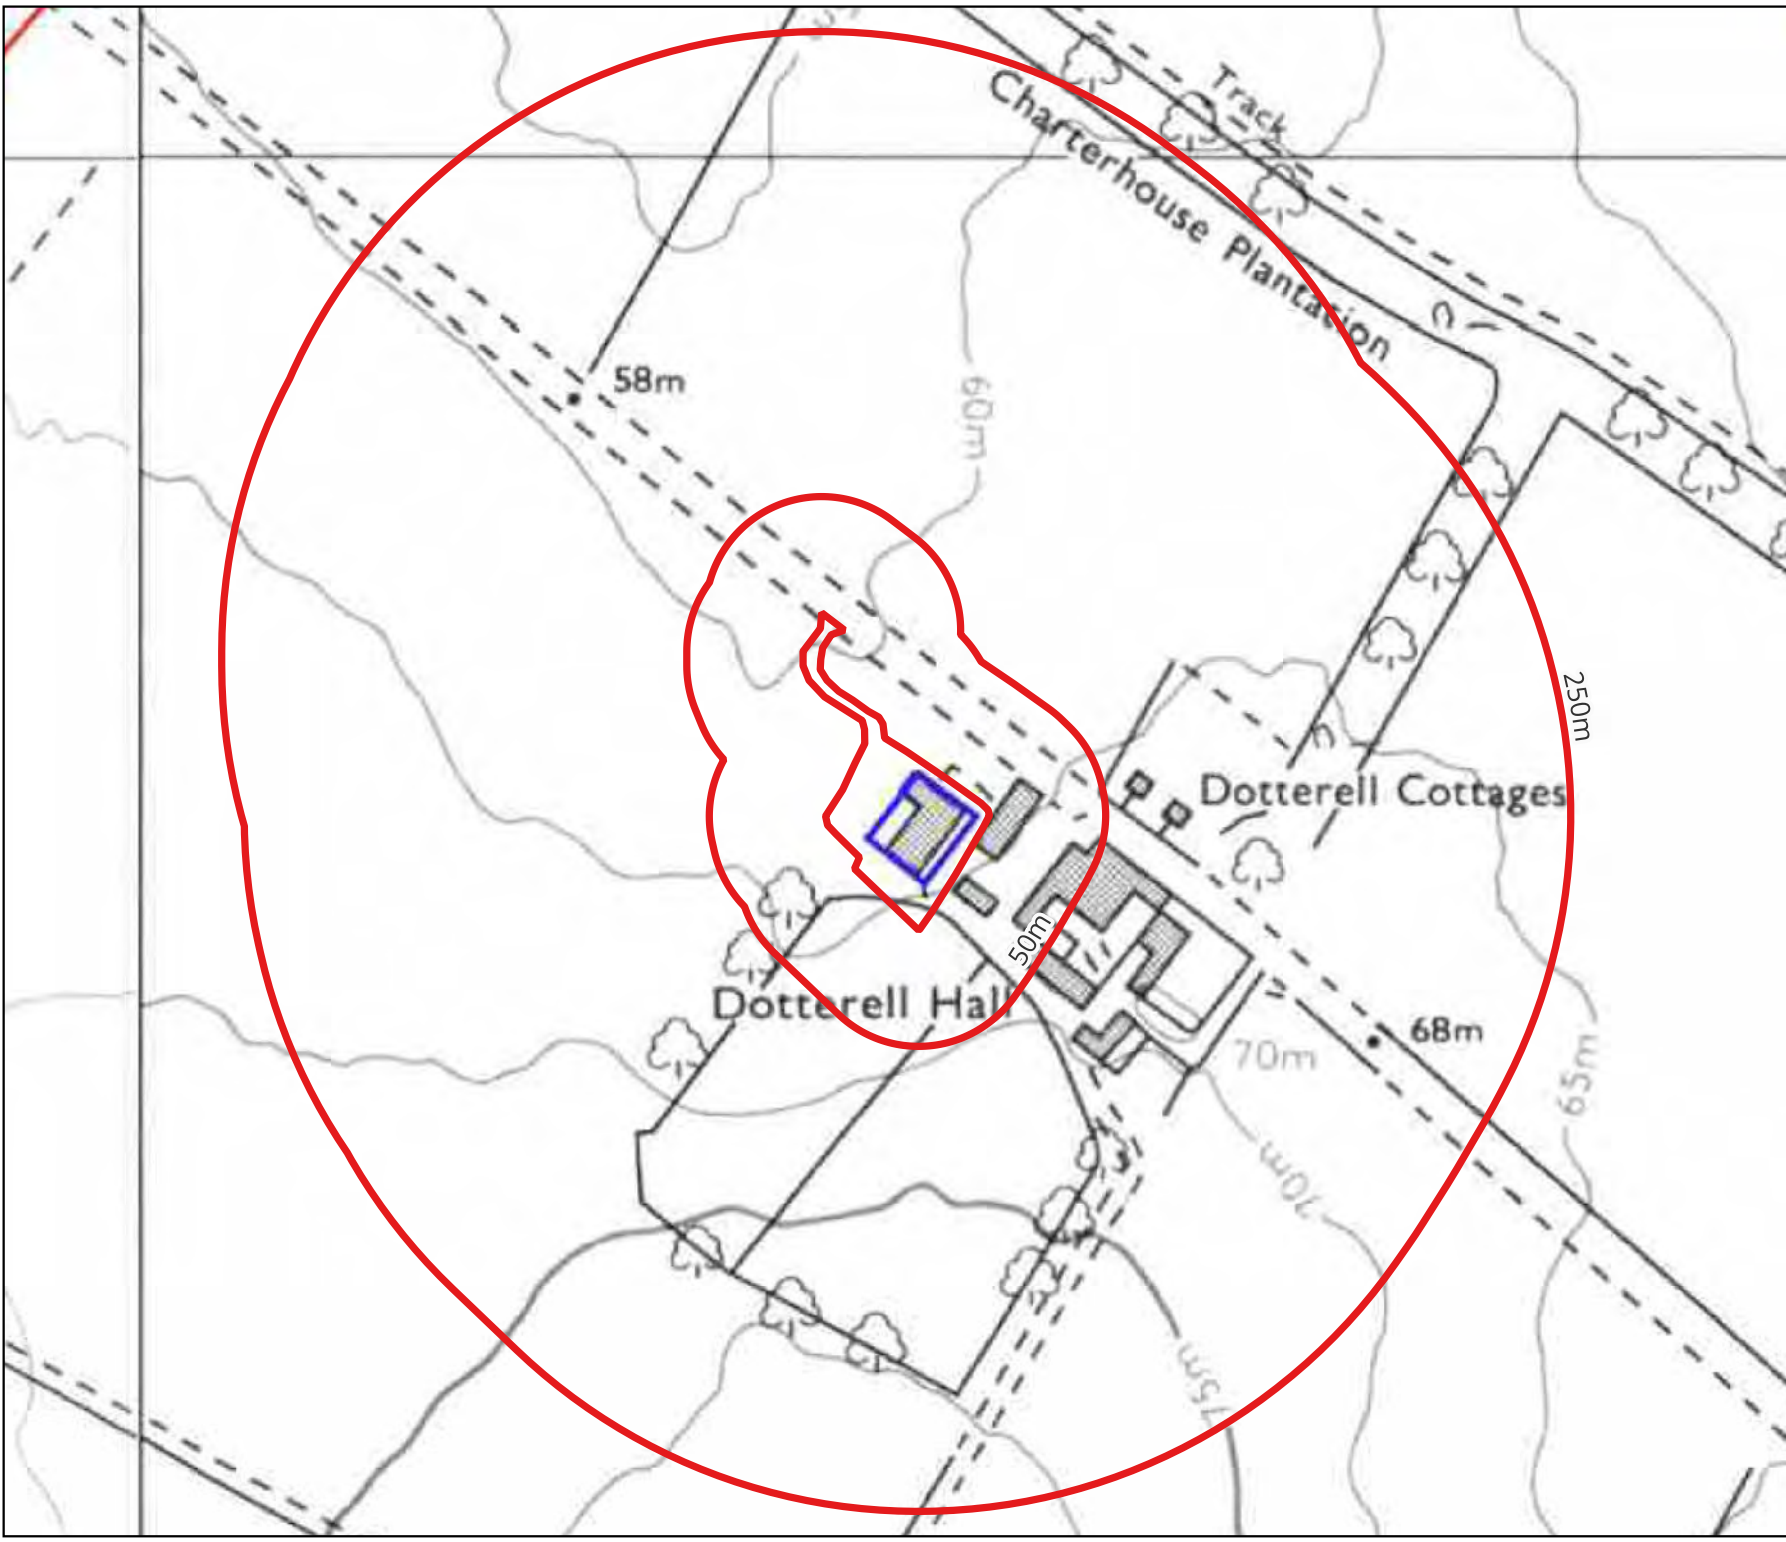 Track
Charterhouse Plantation
58m
60m
250m
Dotterell Cottages
50m
Dotterell Hall
68m
70m
65m
70m
75m